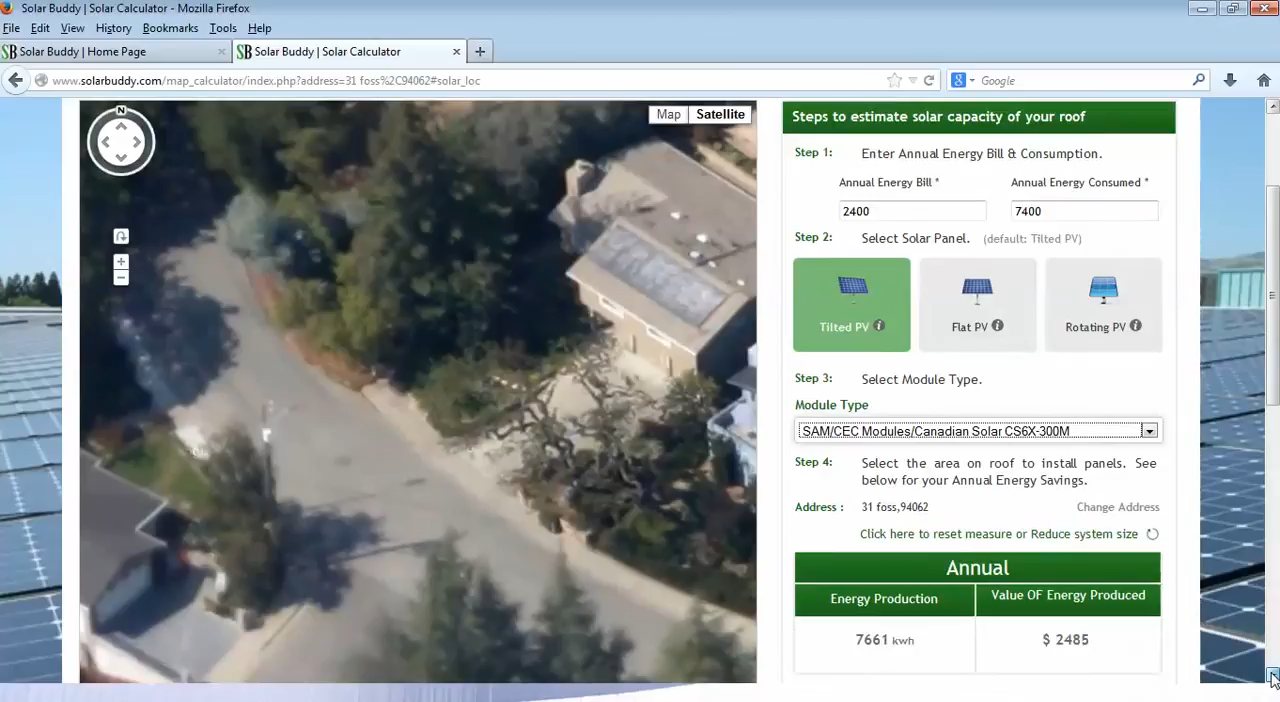 Solar Buddy | Solar Calculator - Mozilla Firefox
File Edit View History Bookmarks Tools Help
SB Solar Buddy | Home Page
SB Solar Buddy | Solar Calculator
www.solarbuddy.com/map_calculator/index.php?address=31 foss%2C94062#solar_loc
Google
N
Map Satellite
Steps to estimate solar capacity of your roof
Step 1: Enter Annual Energy Bill & Consumption.
Annual Energy Bill * Annual Energy Consumed *
2400 7400
Step 2: Select Solar Panel. (default: Tilted PV)
Tilted PV Flat PV Rotating PV
Step 3: Select Module Type.
Module Type
SAM/CEC Modules/Canadian Solar CS6X-300M
Step 4: Select the area on roof to install panels. See
below for your Annual Energy Savings.
Address : 31 foss,94062 Change Address
Click here to reset measure or Reduce system size
Annual
Energy Production Value OF Energy Produced
7661 kwh $ 2485